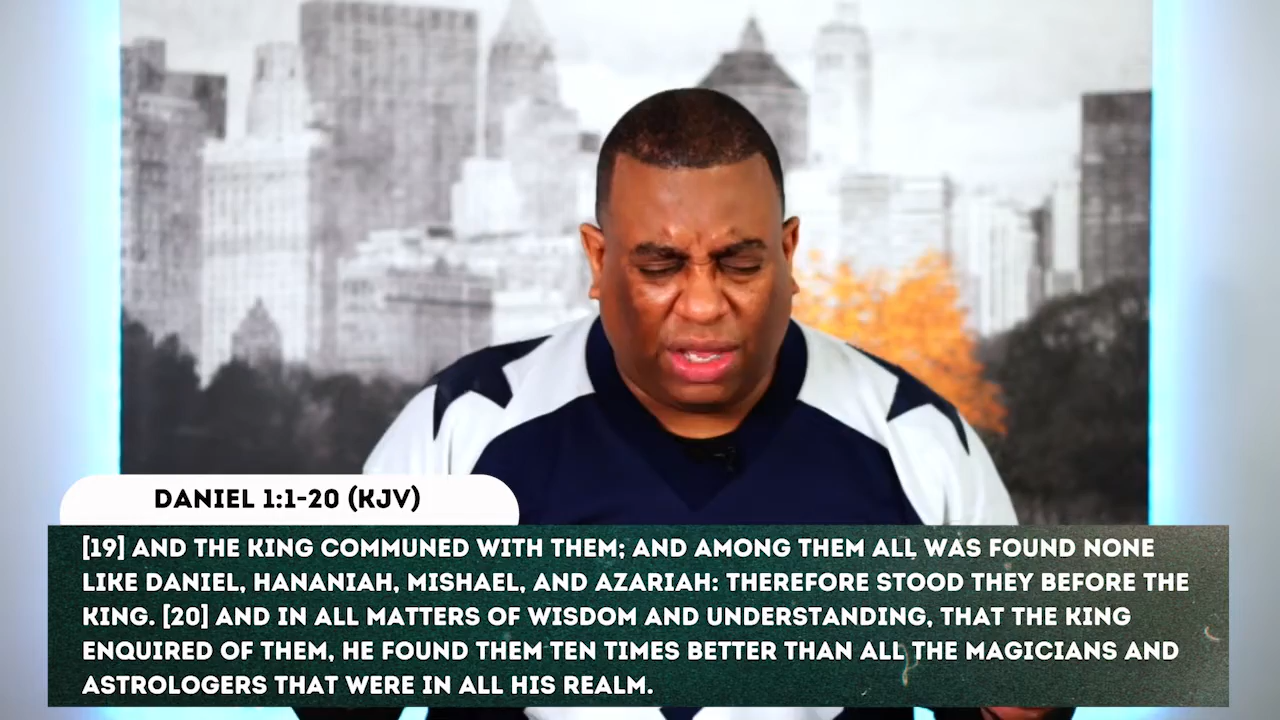 DANIEL 1:1-20 (KJV)
[19] AND THE KING COMMUNED WITH THEM; AND AMONG THEM ALL WAS FOUND NONE
LIKE DANIEL, HANANIAH, MISHAEL, AND AZARIAH: THEREFORE STOOD THEY BEFORE THE
KING. [20] AND IN ALL MATTERS OF WISDOM AND UNDERSTANDING, THAT THE KING
ENQUIRED OF THEM, HE FOUND THEM TEN TIMES BETTER THAN ALL THE MAGICIANS AND
ASTROLOGERS THAT WERE IN ALL HIS REALM.